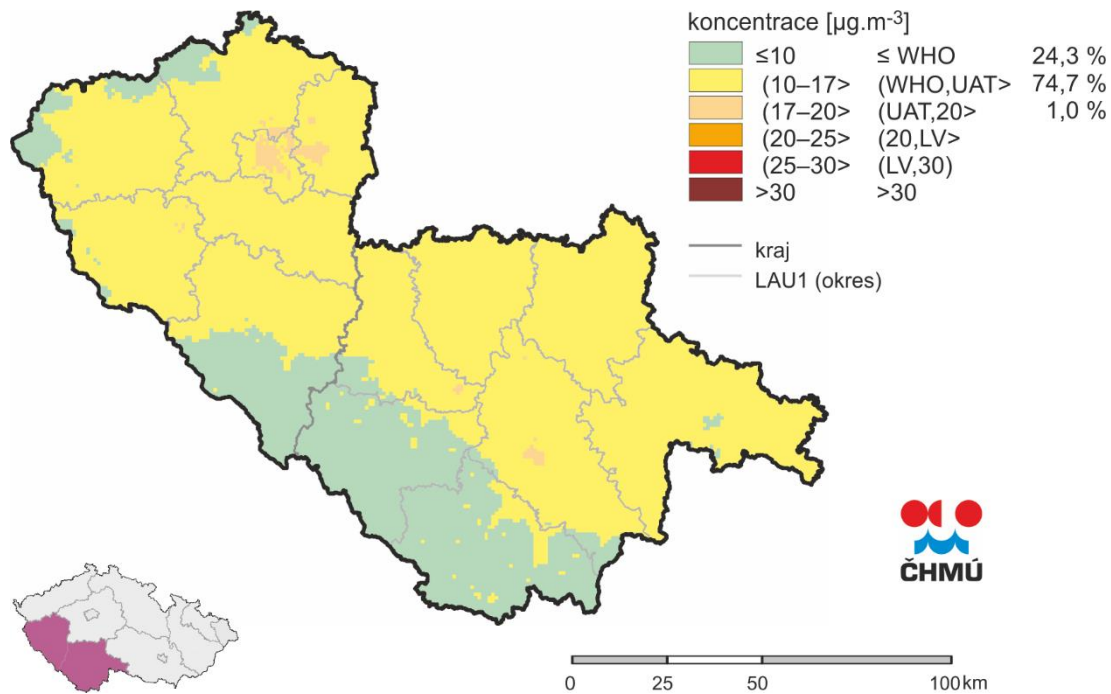 koncentrace [µg.m⁻³]
≤10 ≤ WHO 24,3 %
(10–17> (WHO,UAT> 74,7 %
(17–20> (UAT,20> 1,0 %
(20–25> (20,LV>
(25–30> (LV,30)
>30 >30
kraj
LAU1 (okres)
ČHMÚ
0 25 50 100 km